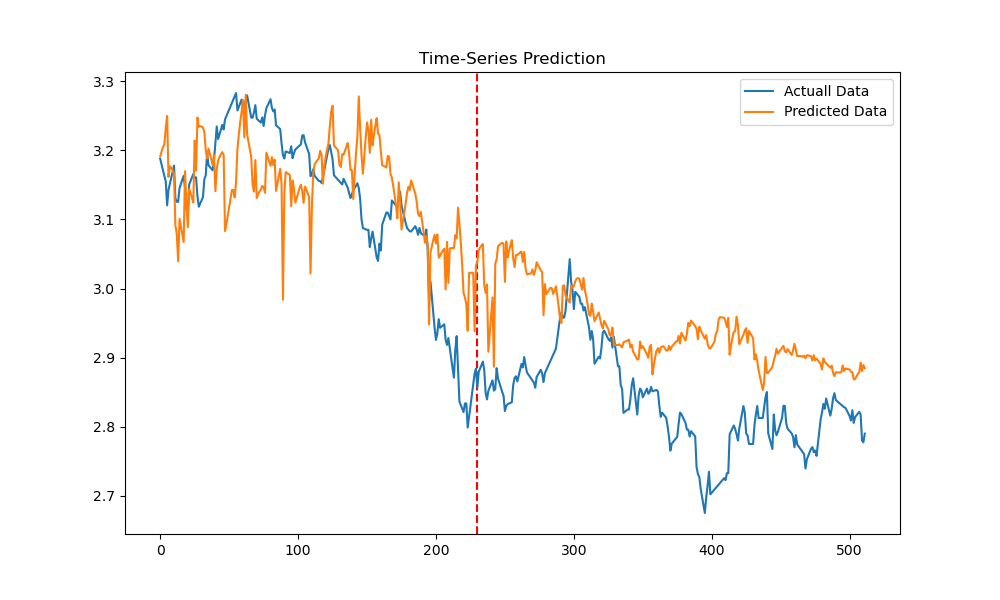 Time-Series Prediction
Actuall Data
Predicted Data
3.3
3.2
3.1
3.0
2.9
2.8
2.7
0 100 200 300 400 500